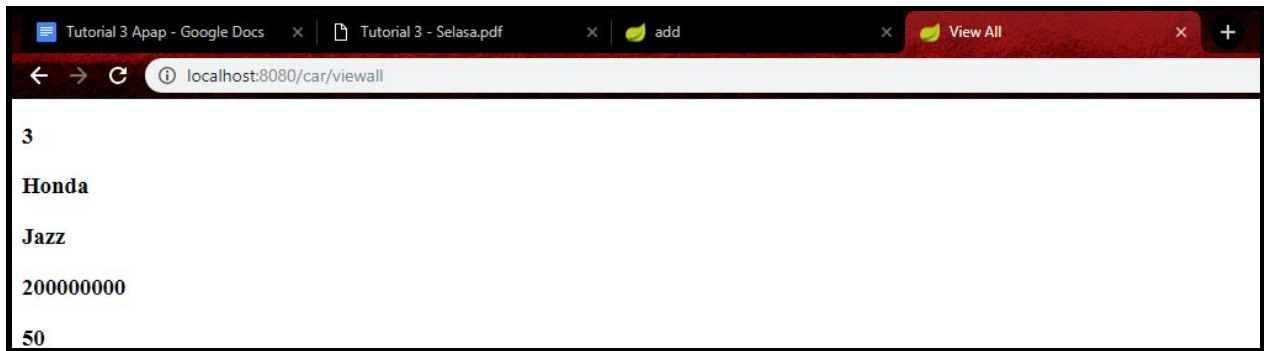 Tutorial 3 Apap - Google Docs
Tutorial 3 - Selasa.pdf
add
View All
localhost:8080/car/viewall
3
Honda
Jazz
200000000
50